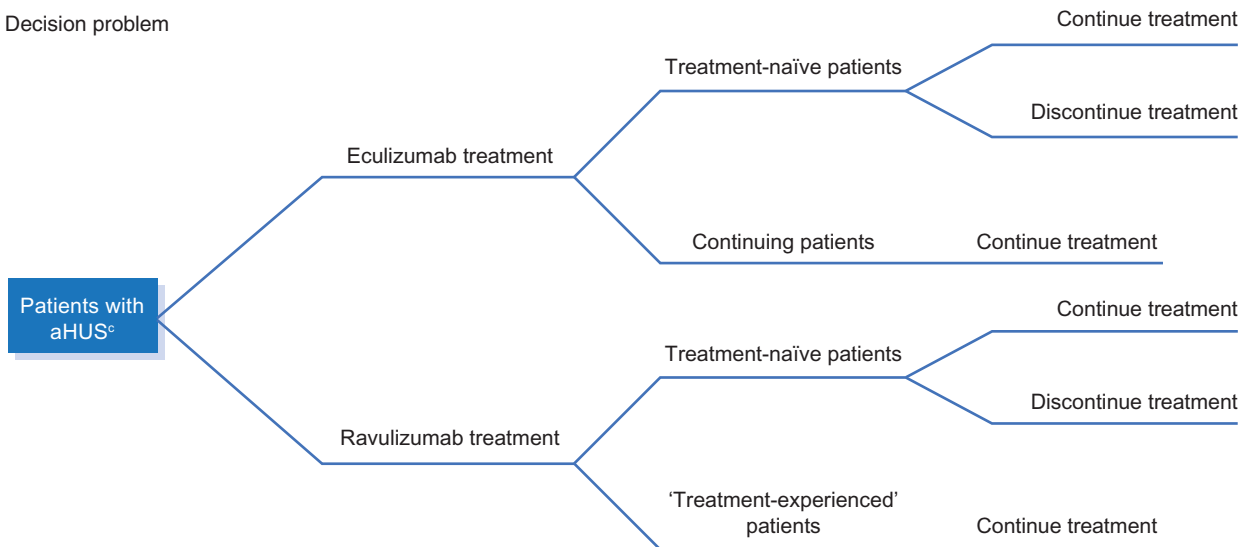 Decision problem
Continue treatment
Treatment-naïve patients
Discontinue treatment
Eculizumab treatment
Continuing patients
Continue treatment
Patients with
aHUSᶜ
Continue treatment
Treatment-naïve patients
Discontinue treatment
Ravulizumab treatment
‘Treatment-experienced’
patients
Continue treatment